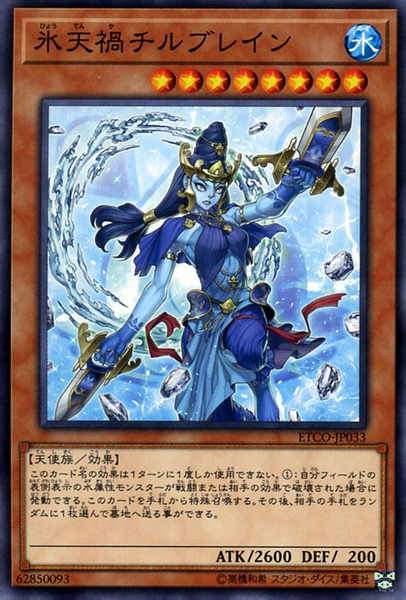 氷天禍チルブレイン
水
ETCO-JP033
【天使族／効果】
このカード名の効果は1ターンに1度しか使用できない。①：自分フィールドの
表側表示の水属性モンスターが戦闘または相手の効果で破壊された場合に
発動できる。このカードを手札から特殊召喚する。その後、相手の手札をラン
ダムに1枚選んで墓地へ送る事ができる。
ATK/2600 DEF/ 200
62850093
©高橋和希 スタジオ・ダイス/集英社